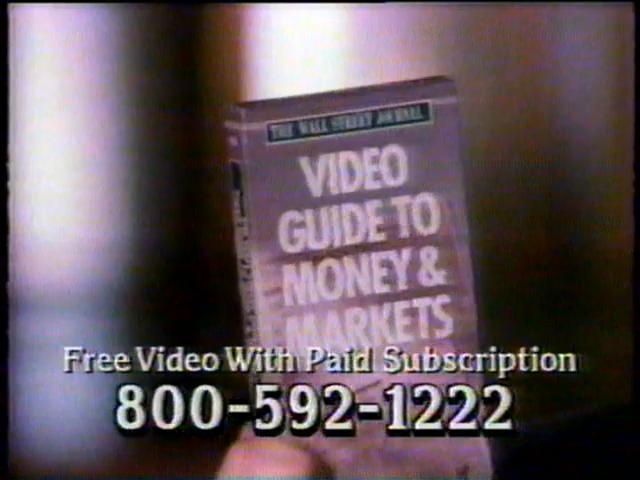 THE WALL STREET JOURNAL
VIDEO
GUIDE TO
MONEY &
MARKETS
Free Video With Paid Subscription
800-592-1222